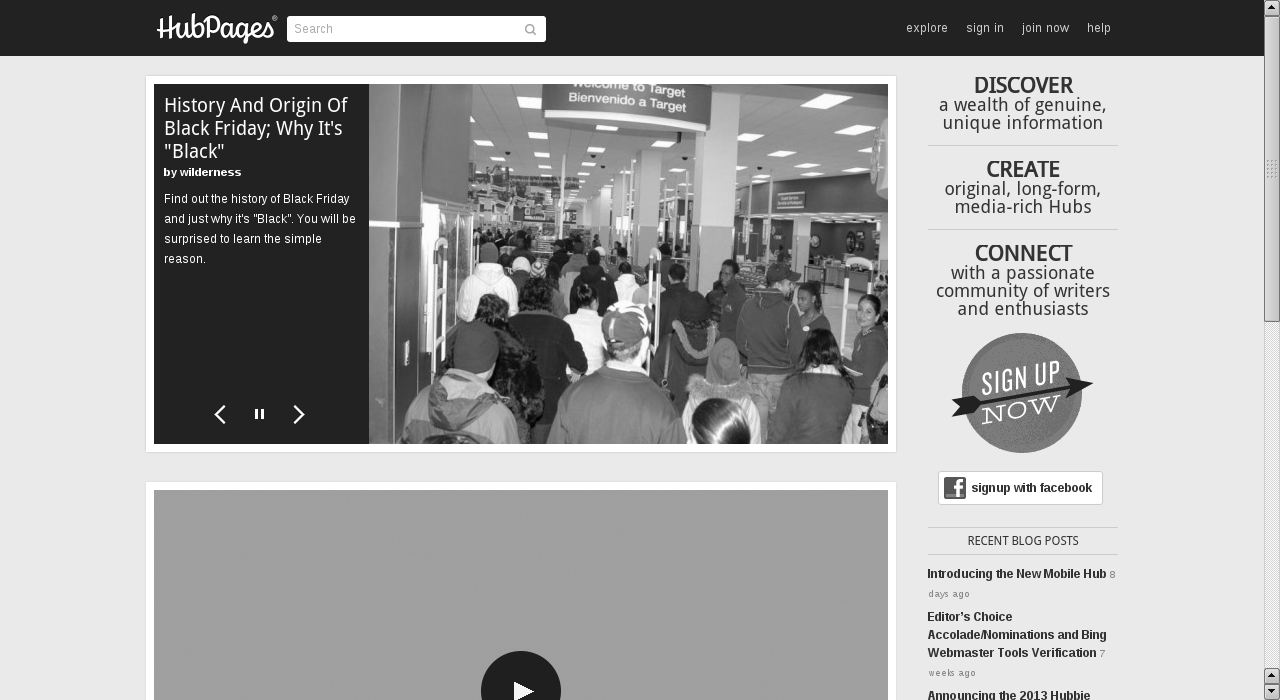 HubPages®
Search
explore sign in join now help
History And Origin Of
Black Friday; Why It's
"Black"
by wilderness
Find out the history of Black Friday
and just why it's "Black". You will be
surprised to learn the simple
reason.
Welcome to Target
Bienvenido a Target
DISCOVER
a wealth of genuine,
unique information
CREATE
original, long-form,
media-rich Hubs
CONNECT
with a passionate
community of writers
and enthusiasts
SIGN UP
NOW
f signup with facebook
RECENT BLOG POSTS
Introducing the New Mobile Hub 8
days ago
Editor's Choice
Accolade/Nominations and Bing
Webmaster Tools Verification 7
weeks ago
Announcing the 2013 Hubbie